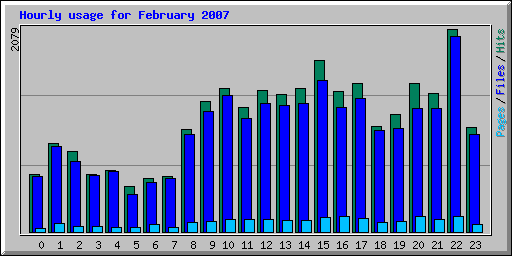 Hourly usage for February 2007
2079
Pages/Files/Hits
0 1 2 3 4 5 6 7 8 9 10 11 12 13 14 15 16 17 18 19 20 21 22 23